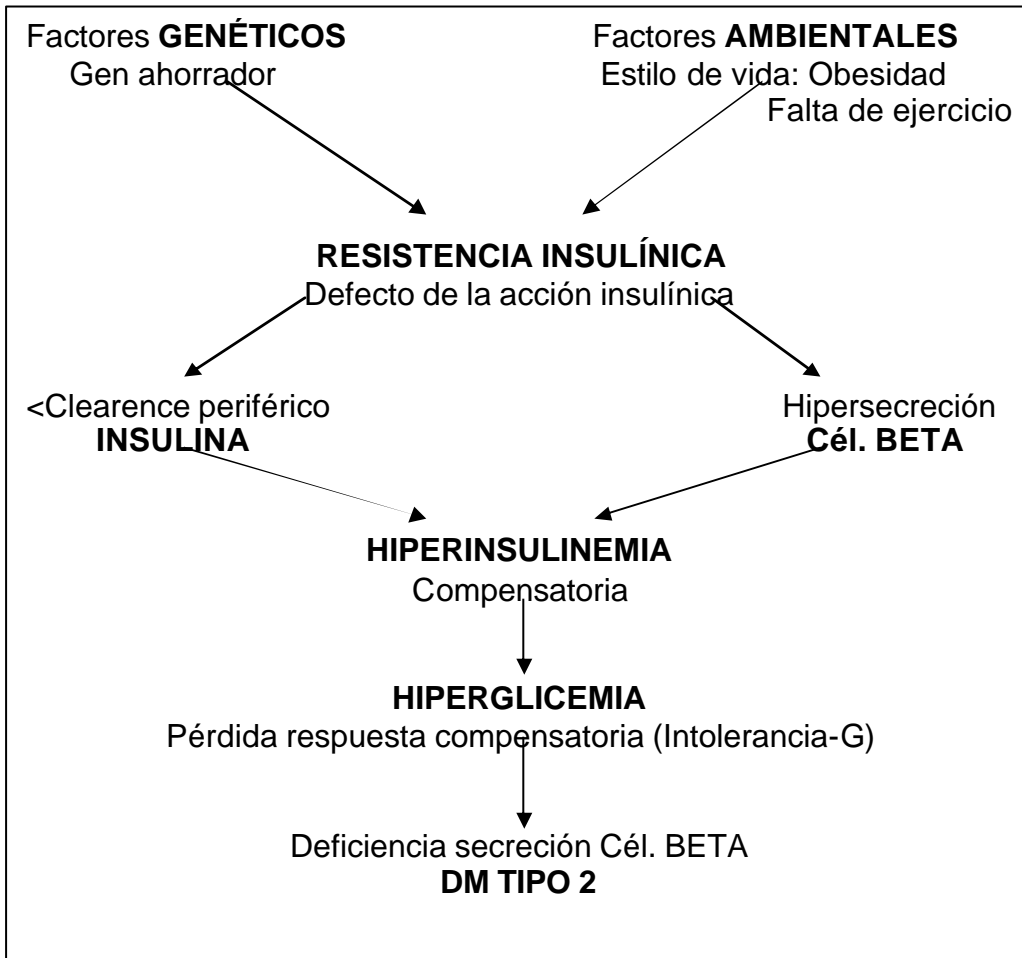 Factores GENÉTICOS
Gen ahorrador
Factores AMBIENTALES
Estilo de vida: Obesidad
Falta de ejercicio
RESISTENCIA INSULÍNICA
Defecto de la acción insulínica
<Clearence periférico
INSULINA
Hipersecreción
Cél. BETA
HIPERINSULINEMIA
Compensatoria
HIPERGLICEMIA
Pérdida respuesta compensatoria (Intolerancia-G)
Deficiencia secreción Cél. BETA
DM TIPO 2